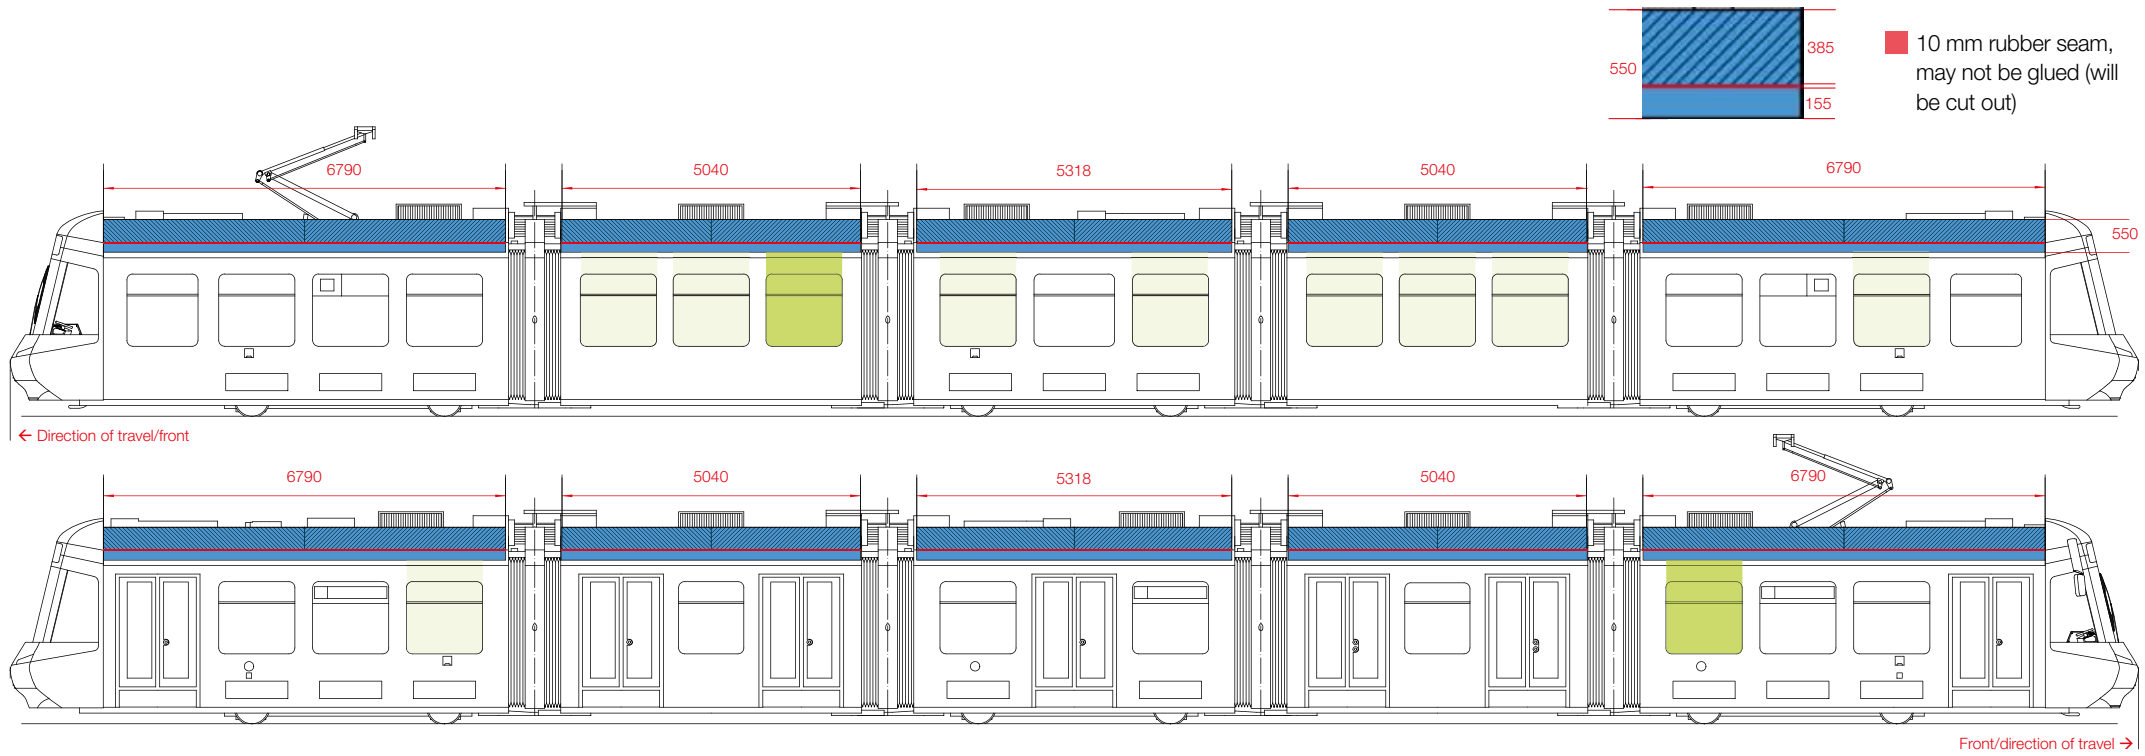 385
550
155
10 mm rubber seam,
may not be glued (will
be cut out)
6790
5040
5318
5040
6790
550
← Direction of travel/front
6790
5040
5318
5040
6790
Front/direction of travel →